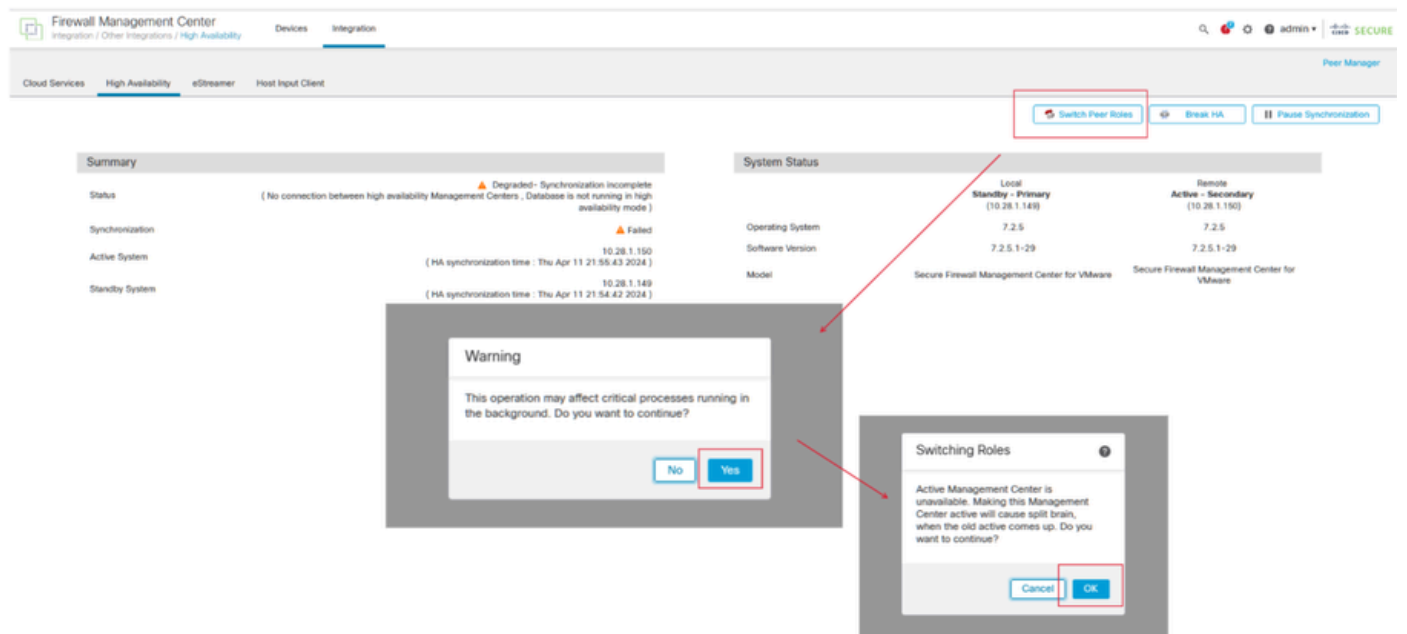 Firewall Management Center
Integration / Other Integrations / High Availability
Devices
Integration
admin
CISCO SECURE
Peer Manager
Cloud Services
High Availability
eStreamer
Host Input Client
Switch Peer Roles
Break HA
Pause Synchronization
Summary
Status
Degraded- Synchronization incomplete
( No connection between high availability Management Centers , Database is not running in high
availability mode )
Synchronization
Failed
Active System
10.28.1.150
( HA synchronization time : Thu Apr 11 21:55:43 2024 )
Standby System
10.28.1.149
( HA synchronization time : Thu Apr 11 21:54:42 2024 )
System Status
Local
Standby - Primary
(10.28.1.149)
Remote
Active - Secondary
(10.28.1.150)
Operating System
7.2.5
7.2.5
Software Version
7.2.5.1-29
7.2.5.1-29
Model
Secure Firewall Management Center for VMware
Secure Firewall Management Center for
VMware
Warning
This operation may affect critical processes running in
the background. Do you want to continue?
No
Yes
Switching Roles
Active Management Center is
unavailable. Making this Management
Center active will cause split brain,
when the old active comes up. Do you
want to continue?
Cancel
OK